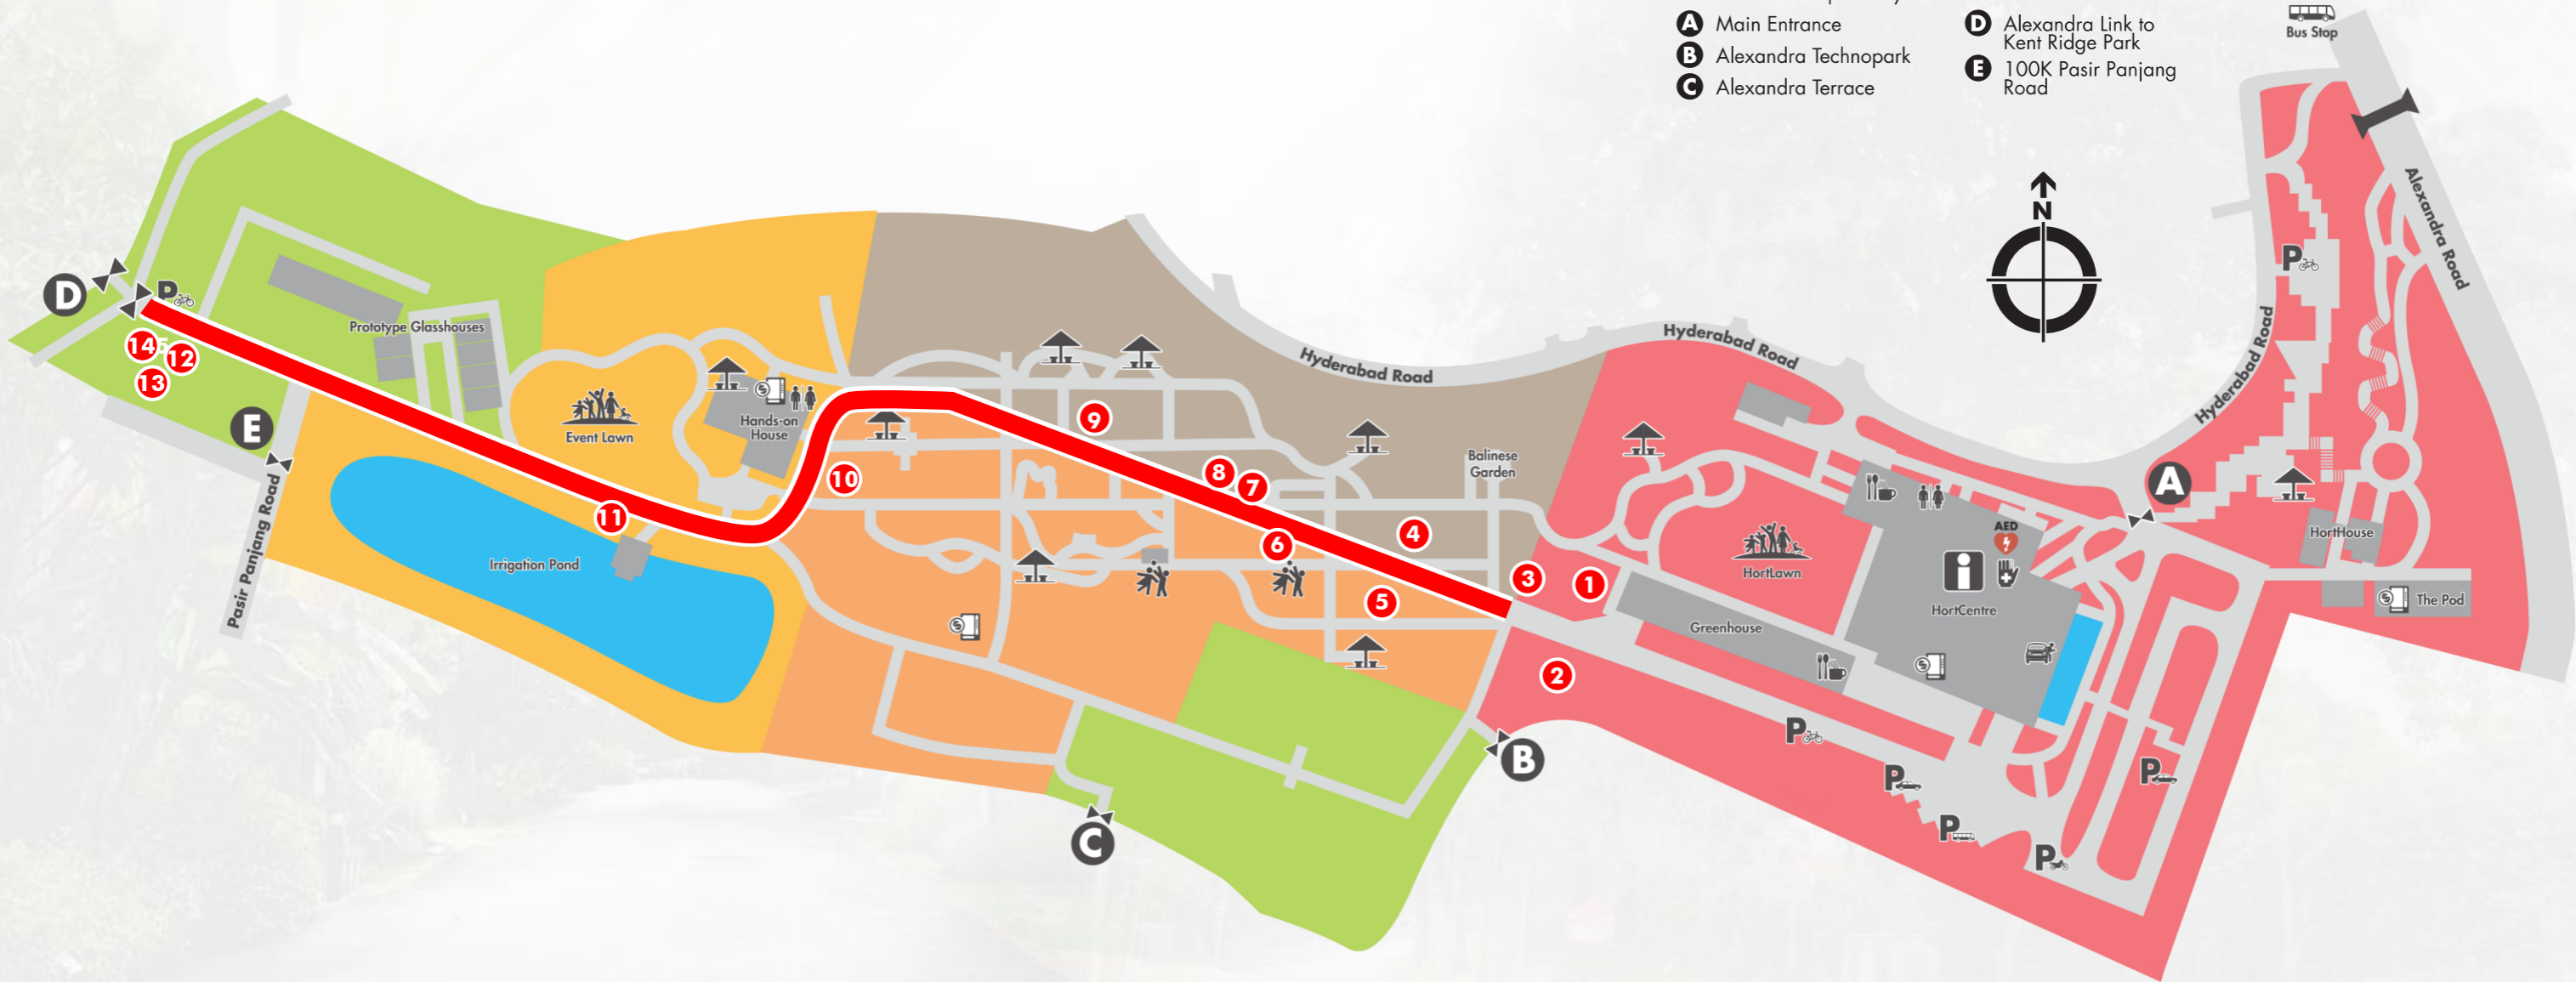 A Main Entrance
B Alexandra Technopark
C Alexandra Terrace
D Alexandra Link to
Kent Ridge Park
E 100K Pasir Panjang
Road
Bus Stop
N
Alexandra Road
Hyderabad Road
Hyderabad Road
Hyderabad Road
P
D
P
Prototype Glasshouses
14
12
13
E
Pasir Panjang Road
Event Lawn
Hands-on
House
11
Irrigation Pond
10
9
8
7
6
5
4
3
1
2
Balinese
Garden
HortLawn
Greenhouse
AED
HortCentre
A
HortHouse
The Pod
B
C
P
P
P
P
P